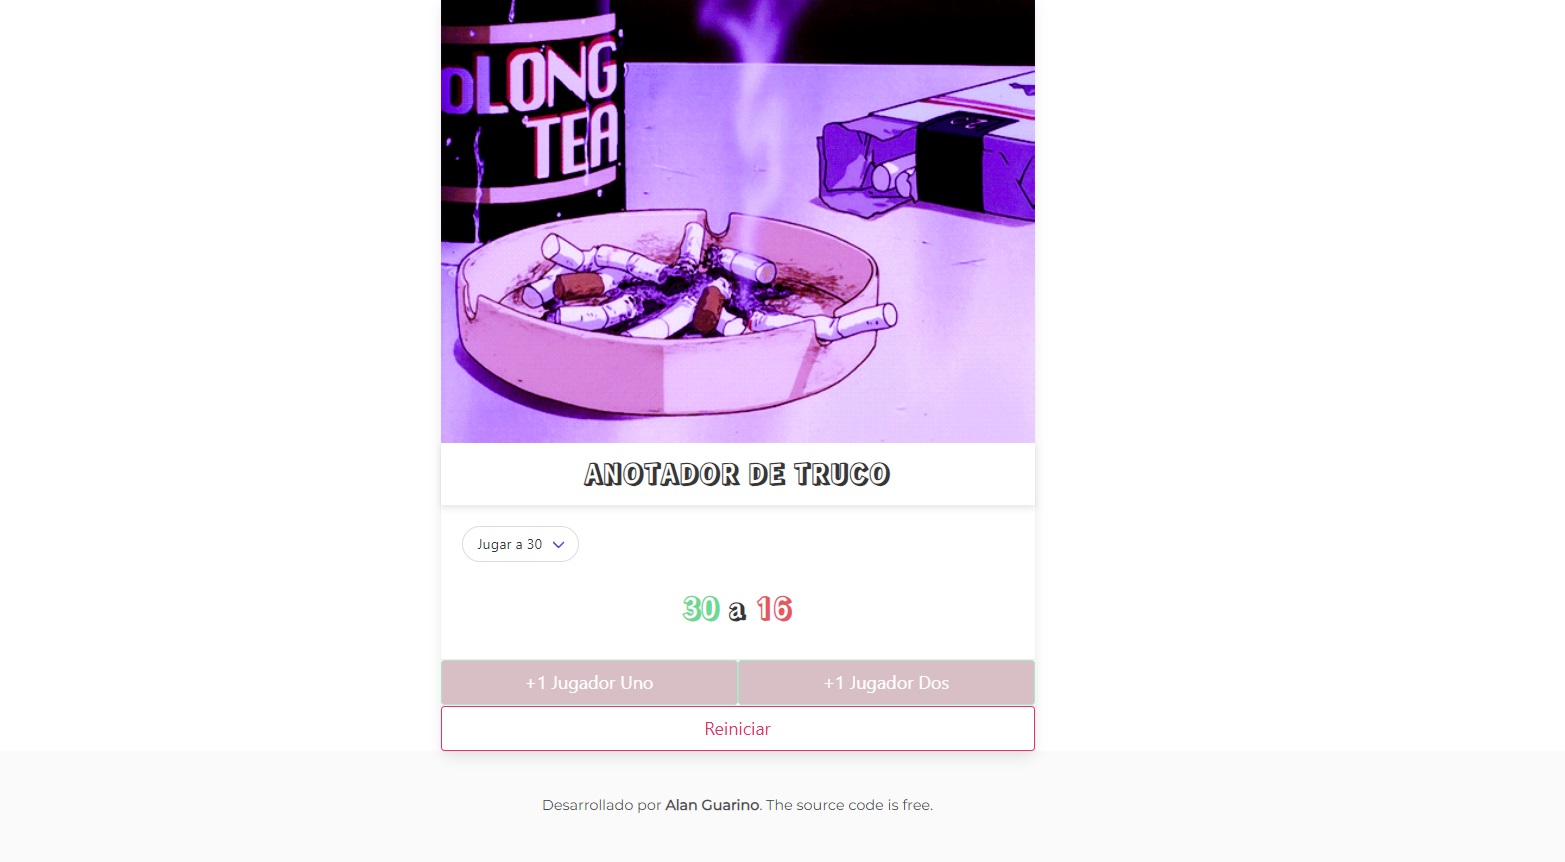 OLONG
TEA
ANOTADOR DE TRUCO
Jugar a 30
30 a 16
+1 Jugador Uno
+1 Jugador Dos
Reiniciar
Desarrollado por Alan Guarino. The source code is free.